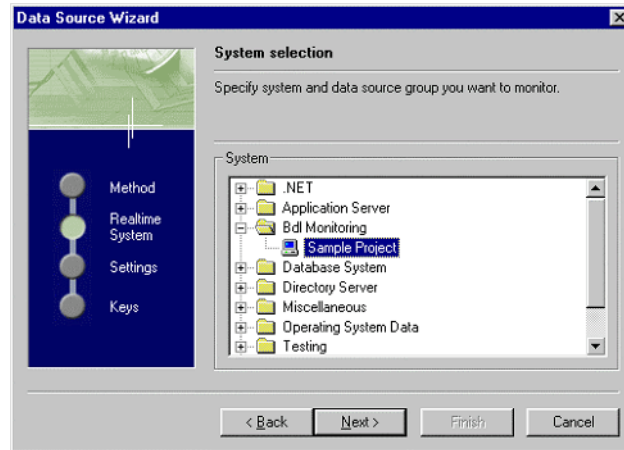 Data Source Wizard
System selection
Specify system and data source group you want to monitor.
Method
Realtime
System
Settings
Keys
System
.NET
Application Server
Bdl Monitoring
Sample Project
Database System
Directory Server
Miscellaneous
Operating System Data
Testing
< Back
Next >
Finish
Cancel